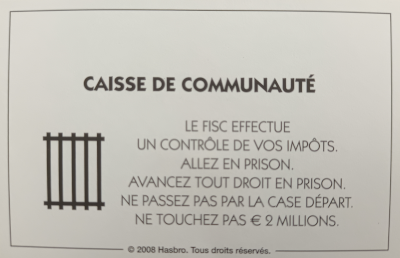 CAISSE DE COMMUNAUTÉ
LE FISC EFFECTUE
UN CONTRÔLE DE VOS IMPÔTS.
ALLEZ EN PRISON.
AVANCEZ TOUT DROIT EN PRISON.
NE PASSEZ PAS PAR LA CASE DÉPART.
NE TOUCHEZ PAS € 2 MILLIONS.
© 2008 Hasbro. Tous droits réservés.